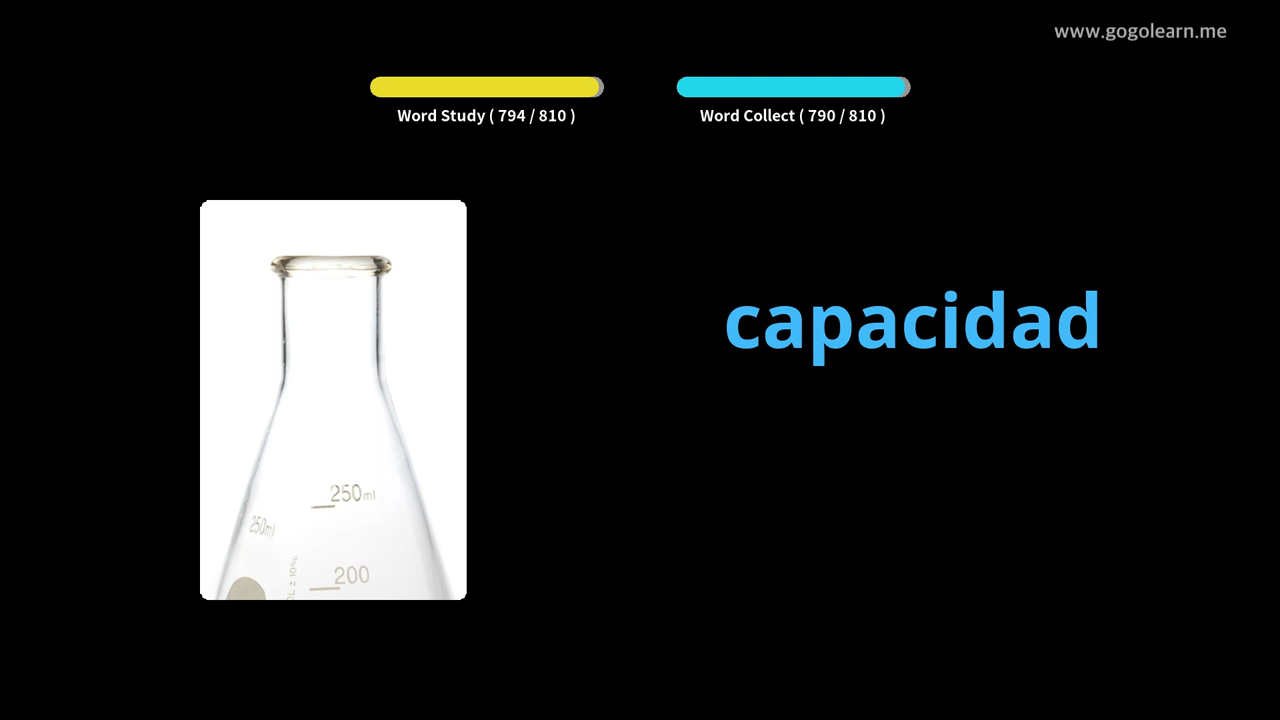 www.gogolearn.me
Word Study ( 794 / 810 )
Word Collect ( 790 / 810 )
capacidad
250ml
250ml
200